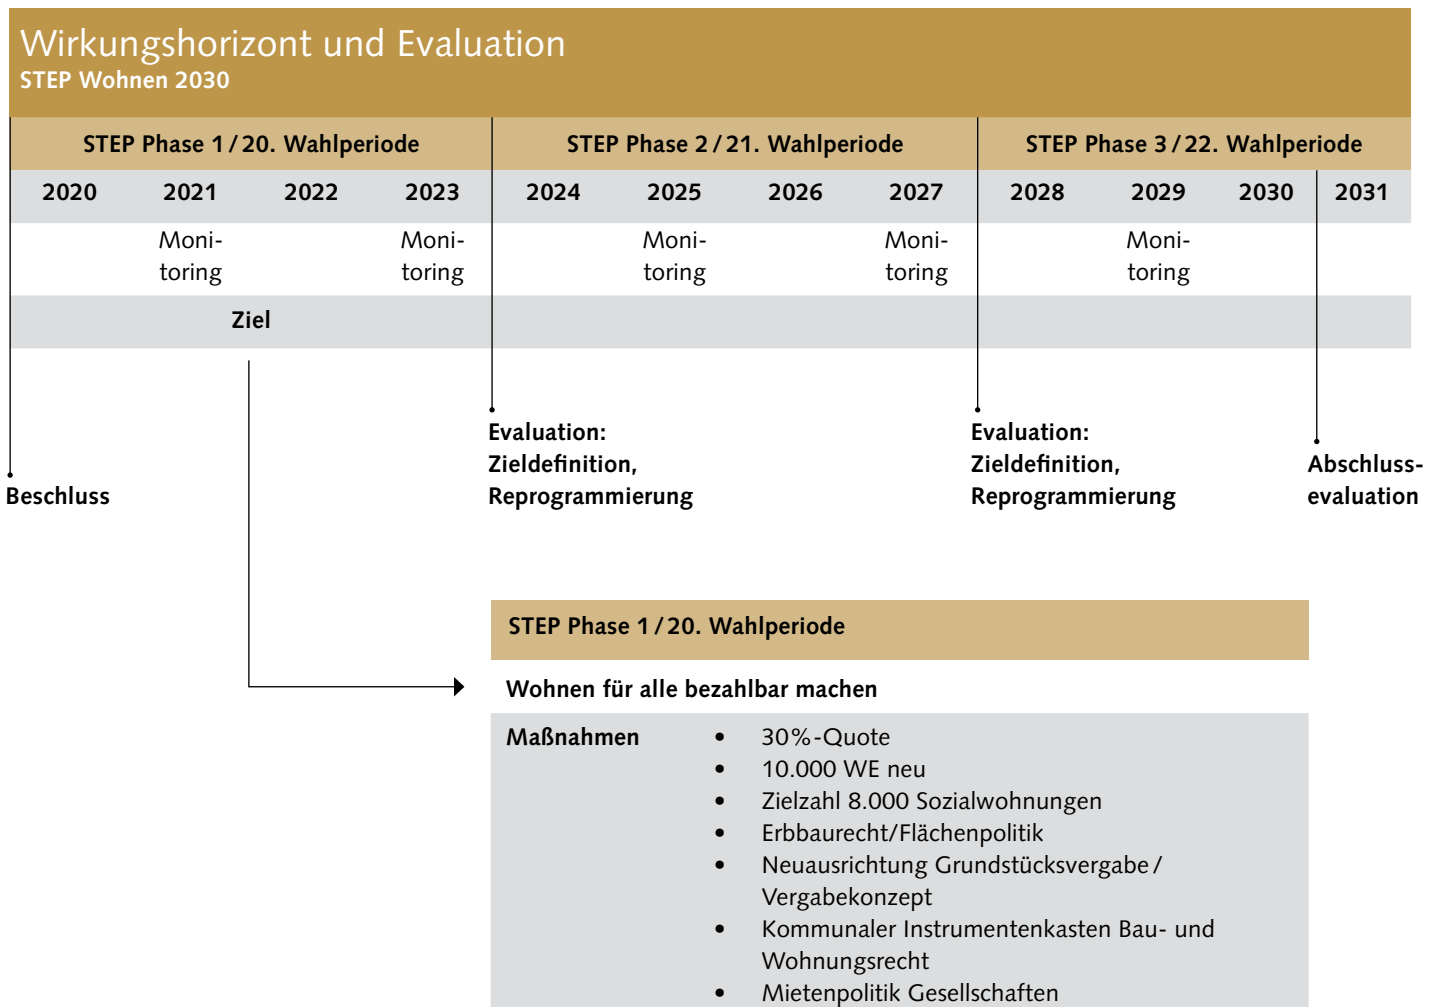 Wirkungshorizont und Evaluation
STEP Wohnen 2030
STEP Phase 1/20. Wahlperiode STEP Phase 2/21. Wahlperiode STEP Phase 3/22. Wahlperiode
2020 2021 2022 2023 2024 2025 2026 2027 2028 2029 2030 2031
Moni- Moni- Moni- Moni- Moni-
toring toring toring toring toring
Ziel
Evaluation: Evaluation:
Zieldefinition, Zieldefinition, Abschluss-
Beschluss Reprogrammierung Reprogrammierung evaluation
STEP Phase 1/20. Wahlperiode
Wohnen für alle bezahlbar machen
Maßnahmen • 30%-Quote
• 10.000 WE neu
• Zielzahl 8.000 Sozialwohnungen
• Erbbaurecht/Flächenpolitik
• Neuausrichtung Grundstücksvergabe/
Vergabekonzept
• Kommunaler Instrumentenkasten Bau- und
Wohnungsrecht
• Mietenpolitik Gesellschaften